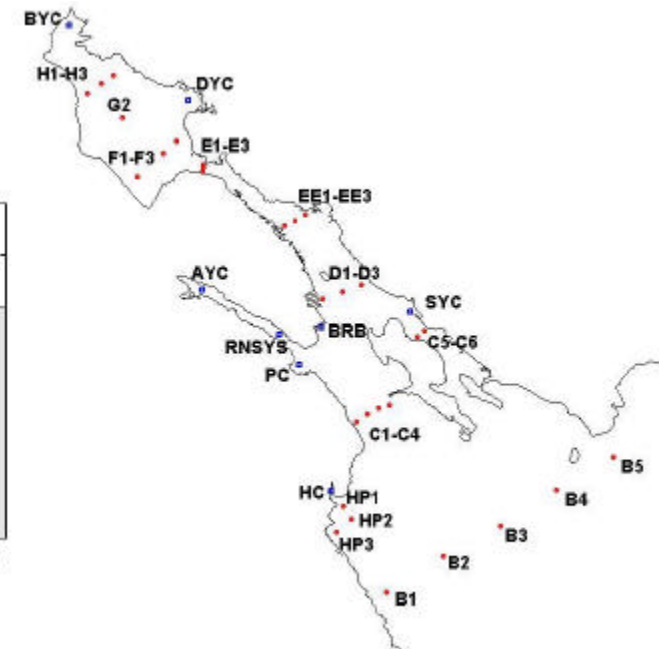 BYC
H1-H3
DYC
G2
E1-E3
F1-F3
EE1-EE3
AYC
D1-D3
SYC
BRB
RNSYS
C5-C6
PC
C1-C4
B5
HC
HP1
B4
HP2
B3
HP3
B2
B1